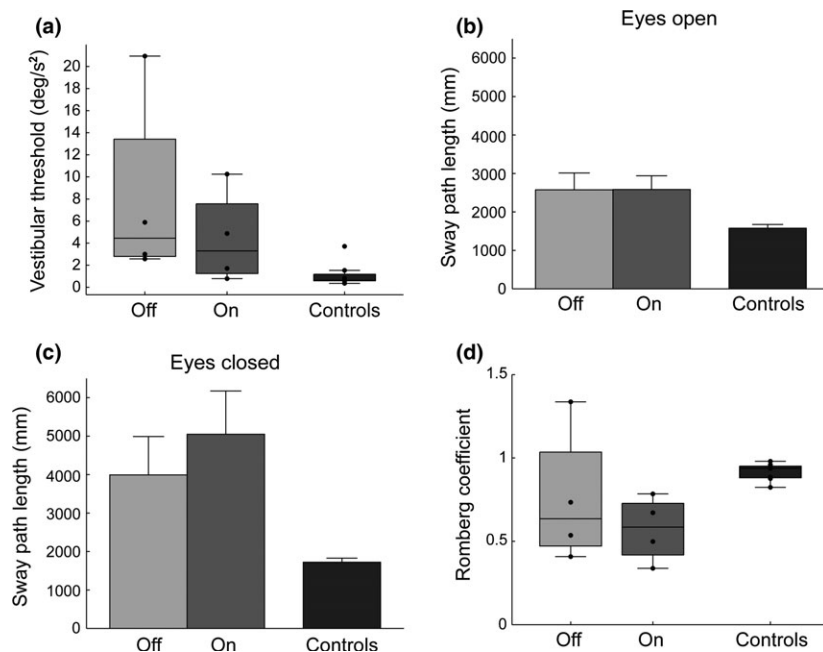 (a)
Vestibular threshold (deg/s²)
20
18
16
14
12
10
8
6
4
2
0
Off On Controls
(b)
Eyes open
Sway path length (mm)
6000
5000
4000
3000
2000
1000
0
Off On Controls
(c)
Eyes closed
Sway path length (mm)
6000
5000
4000
3000
2000
1000
0
Off On Controls
(d)
Romberg coefficient
1.5
1
0.5
0
Off On Controls